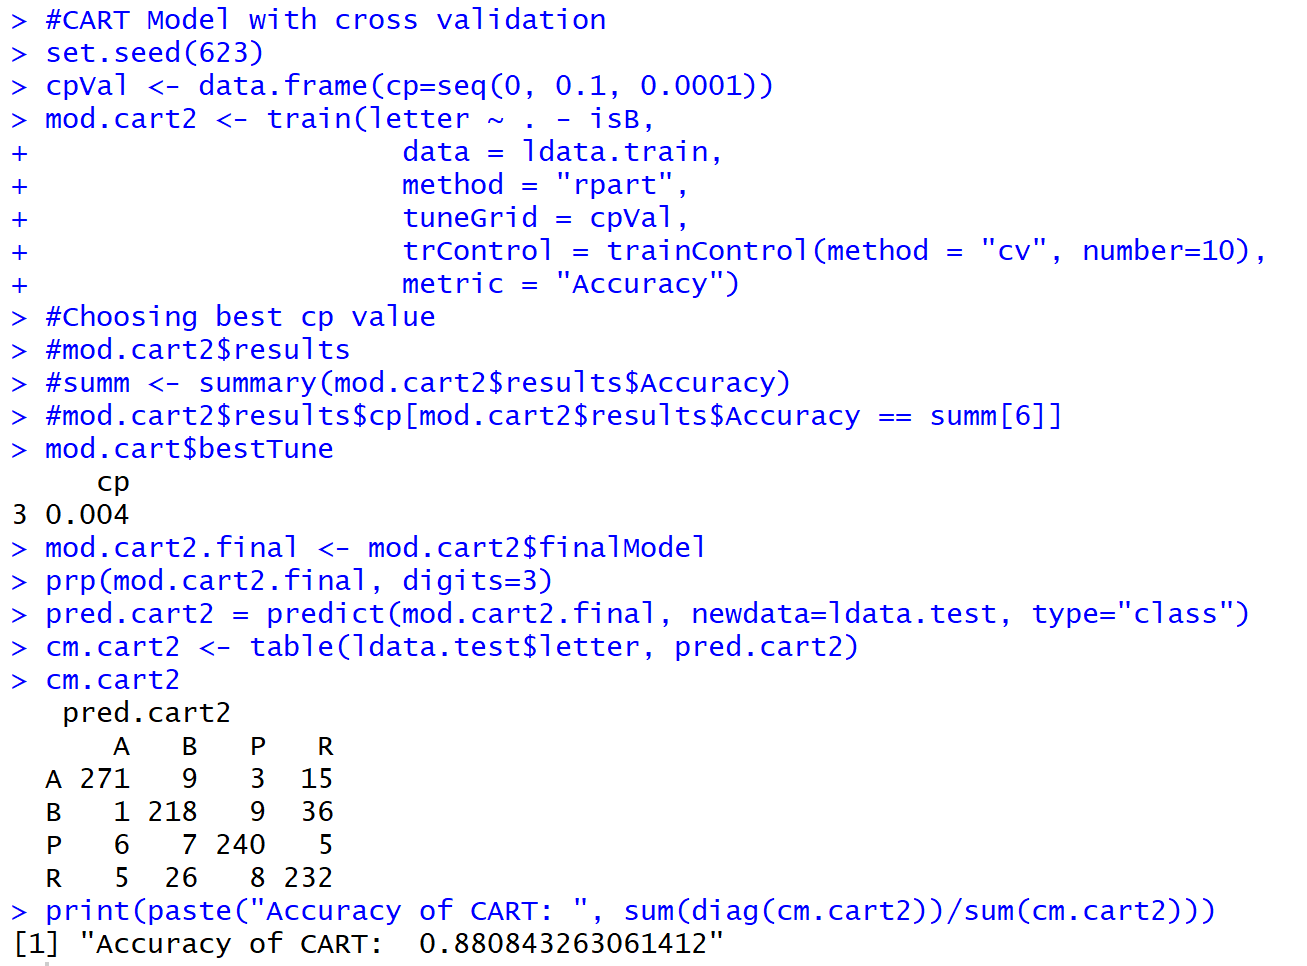 > #CART Model with cross validation
> set.seed(623)
> cpVal <- data.frame(cp=seq(0, 0.1, 0.0001))
> mod.cart2 <- train(letter ~ . - isB,
+                      data = ldata.train,
+                      method = "rpart",
+                      tuneGrid = cpVal,
+                      trControl = trainControl(method = "cv", number=10),
+                      metric = "Accuracy")
> #Choosing best cp value
> #mod.cart2$results
> #summ <- summary(mod.cart2$results$Accuracy)
> #mod.cart2$results$cp[mod.cart2$results$Accuracy == summ[6]]
> mod.cart$bestTune
     cp
3 0.004
> mod.cart2.final <- mod.cart2$finalModel
> prp(mod.cart2.final, digits=3)
> pred.cart2 = predict(mod.cart2.final, newdata=ldata.test, type="class")
> cm.cart2 <- table(ldata.test$letter, pred.cart2)
> cm.cart2
   pred.cart2
      A   B   P   R
  A 271   9   3  15
  B   1 218   9  36
  P   6   7 240   5
  R   5  26   8 232
> print(paste("Accuracy of CART: ", sum(diag(cm.cart2))/sum(cm.cart2)))
[1] "Accuracy of CART:  0.880843263061412"